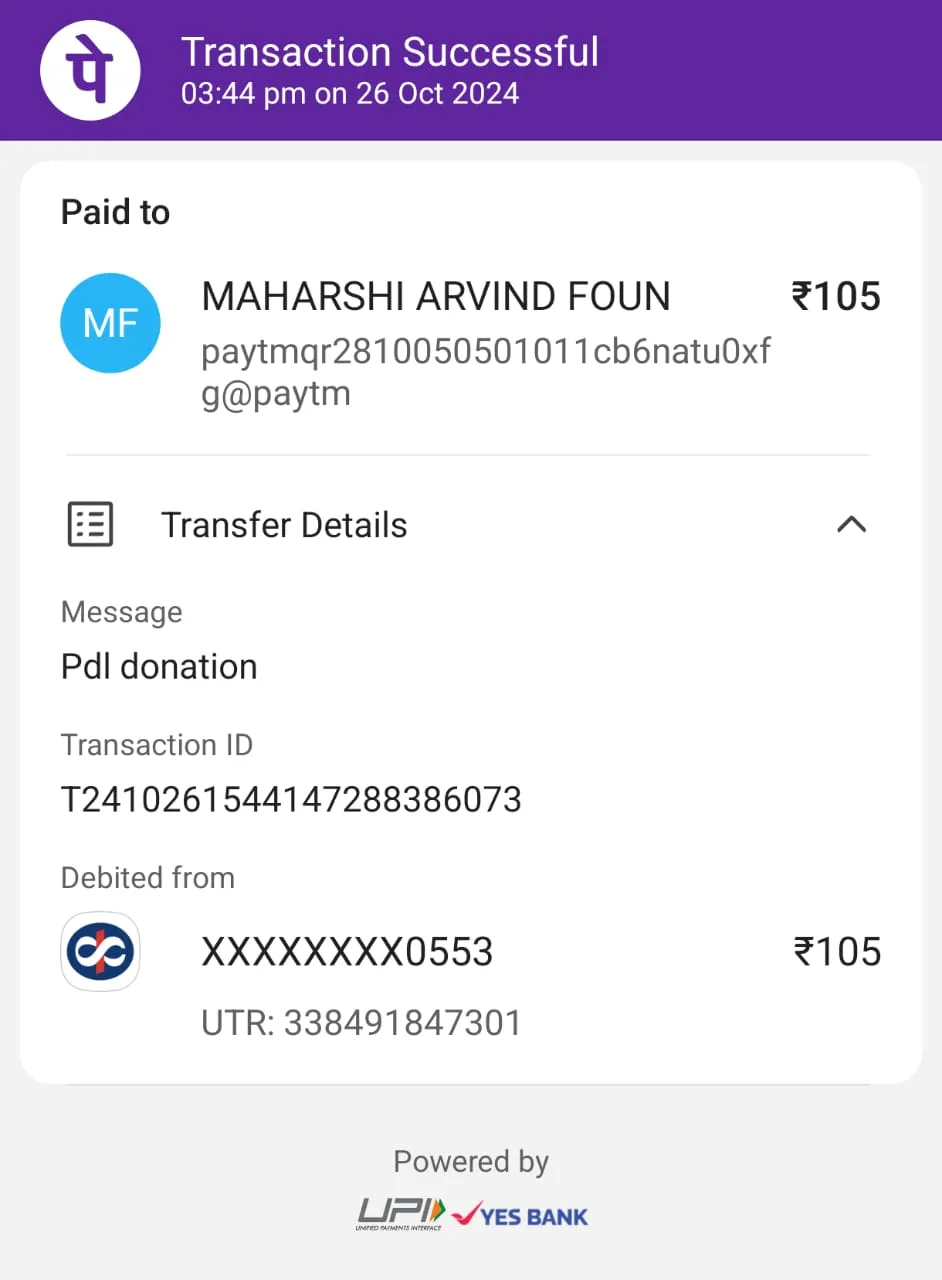 पे
Transaction Successful
03:44 pm on 26 Oct 2024
Paid to
MF
MAHARSHI ARVIND FOUN
₹105
paytmqr2810050501011cb6natu0xf
g@paytm
Transfer Details
Message
Pdl donation
Transaction ID
T2410261544147288386073
Debited from
XXXXXXXX0553
₹105
UTR: 338491847301
Powered by
UPI
UNIFIED PAYMENTS INTERFACE
YES BANK